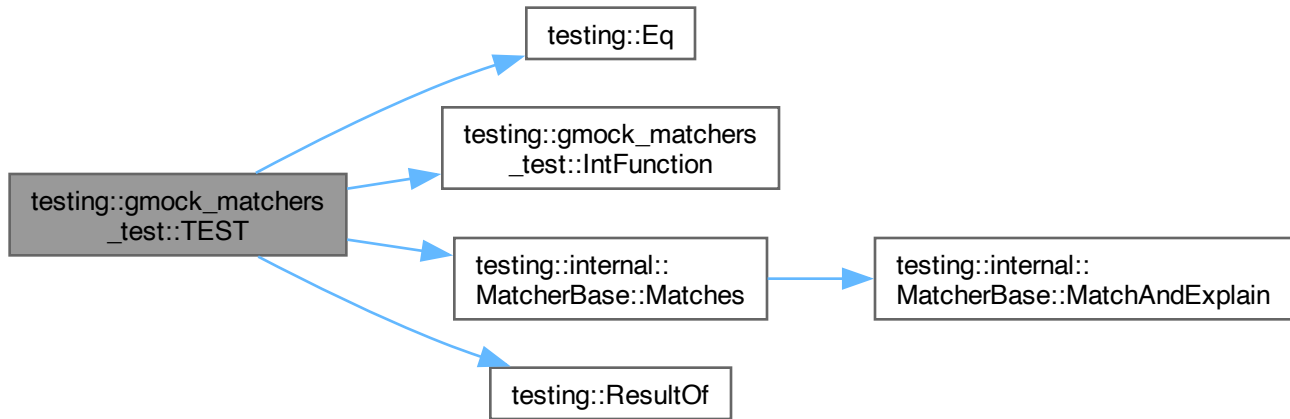 testing::Eq
testing::gmock_matchers
_test::IntFunction
testing::gmock_matchers
_test::TEST
testing::internal::
MatcherBase::Matches
testing::internal::
MatcherBase::MatchAndExplain
testing::ResultOf